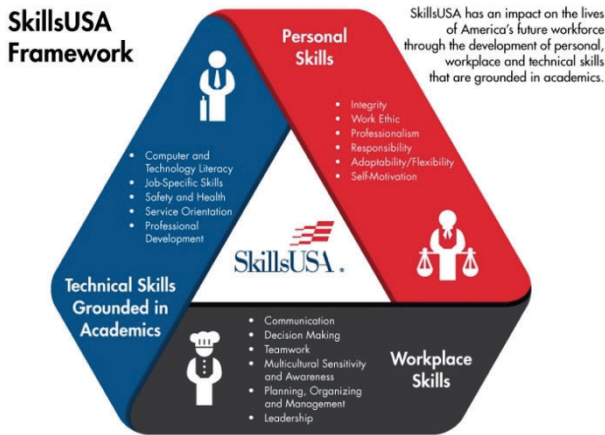 SkillsUSA
Framework
SkillsUSA has an impact on the lives
of America's future workforce
through the development of personal,
workplace and technical skills
that are grounded in academics.
Personal
Skills
• Integrity
• Work Ethic
• Professionalism
• Responsibility
• Adaptability/Flexibility
• Self-Motivation
• Computer and
Technology Literacy
• Job-Specific Skills
• Safety and Health
• Service Orientation
• Professional
Development
Technical Skills
Grounded in
Academics
SkillsUSA®
• Communication
• Decision Making
• Teamwork
• Multicultural Sensitivity
and Awareness
• Planning, Organizing
and Management
• Leadership
Workplace
Skills